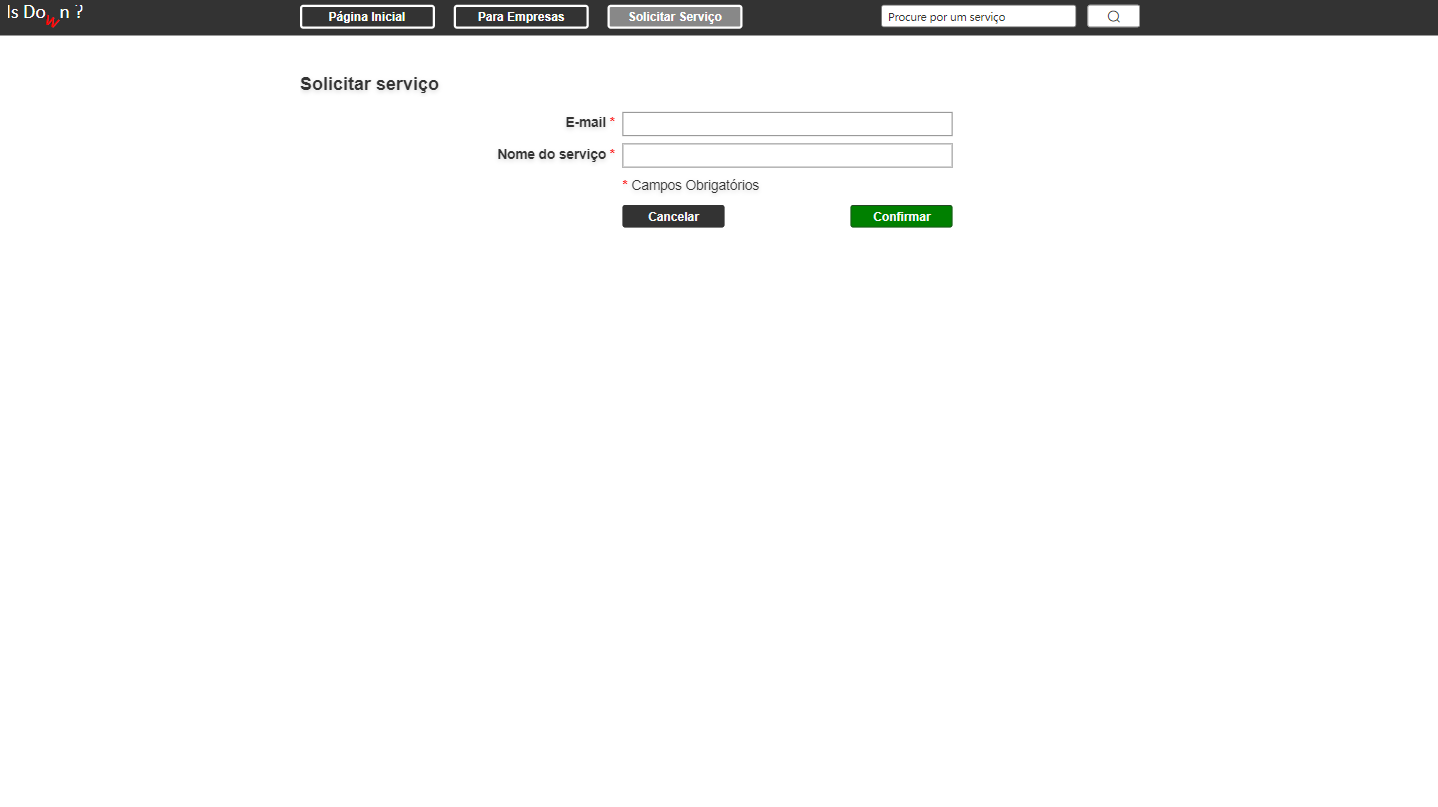 Is Down ?
Página Inicial
Para Empresas
Solicitar Serviço
Procure por um serviço
Solicitar serviço
E-mail *
Nome do serviço *
* Campos Obrigatórios
Cancelar
Confirmar